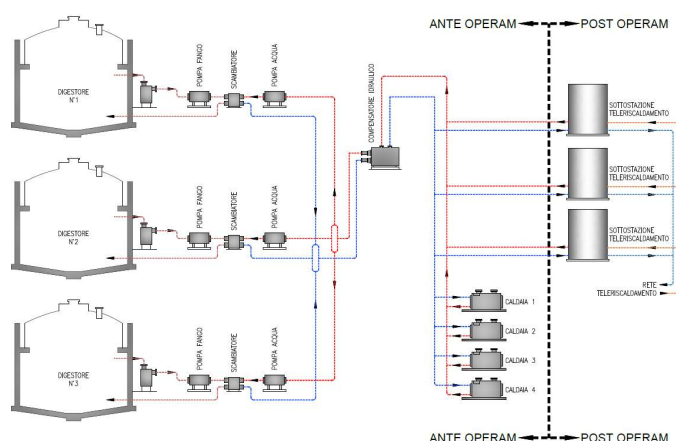 ANTE OPERAM
POST OPERAM
DIGESTORE
N°1
POMPA FANGO
SCAMBIATORE
POMPA ACQUA
COMPENSATORE IDRAULICO
SOTTOSTAZIONE
TELERISCALDAMENTO
DIGESTORE
N°2
POMPA FANGO
SCAMBIATORE
POMPA ACQUA
SOTTOSTAZIONE
TELERISCALDAMENTO
SOTTOSTAZIONE
TELERISCALDAMENTO
RETE
TELERISCALDAMENTO
DIGESTORE
N°3
POMPA FANGO
SCAMBIATORE
POMPA ACQUA
CALDAIA 1
CALDAIA 2
CALDAIA 3
CALDAIA 4
ANTE OPERAM
POST OPERAM